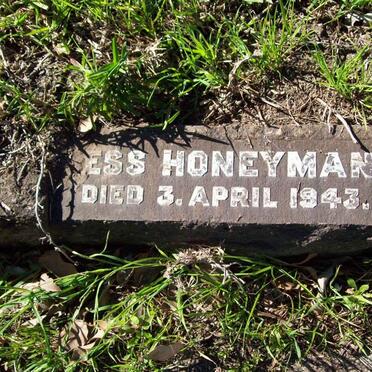 ESS HONEYMAN
DIED 3. APRIL 1943.